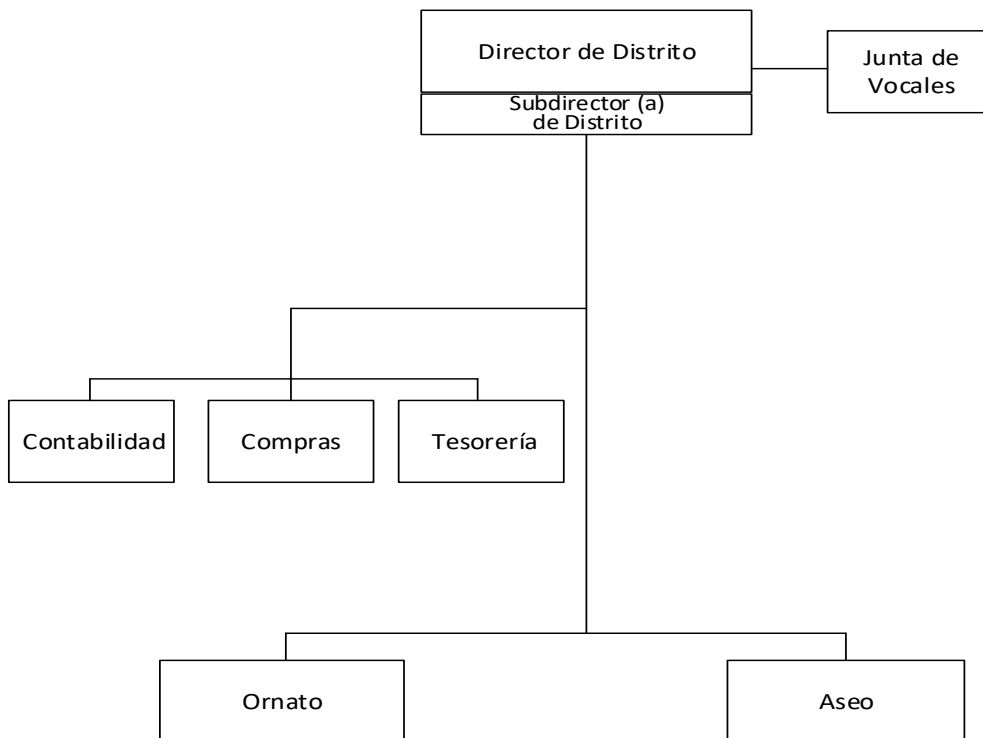 Director de Distrito
Junta de
Vocales
Subdirector (a)
de Distrito
Contabilidad
Compras
Tesorería
Ornato
Aseo